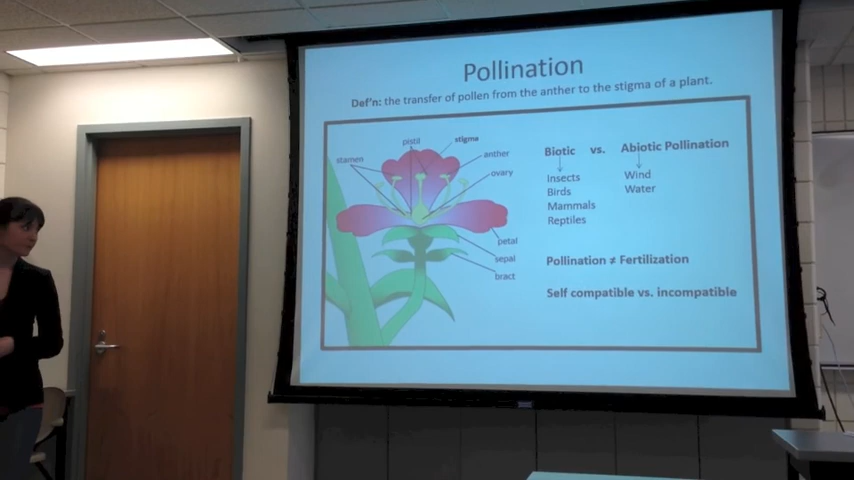 Pollination
Def'n: the transfer of pollen from the anther to the stigma of a plant.
pistil
stigma
stamen
anther
ovary
petal
sepal
bract
Biotic vs. Abiotic Pollination
Insects
Birds
Mammals
Reptiles
Wind
Water
Pollination ≠ Fertilization
Self compatible vs. incompatible